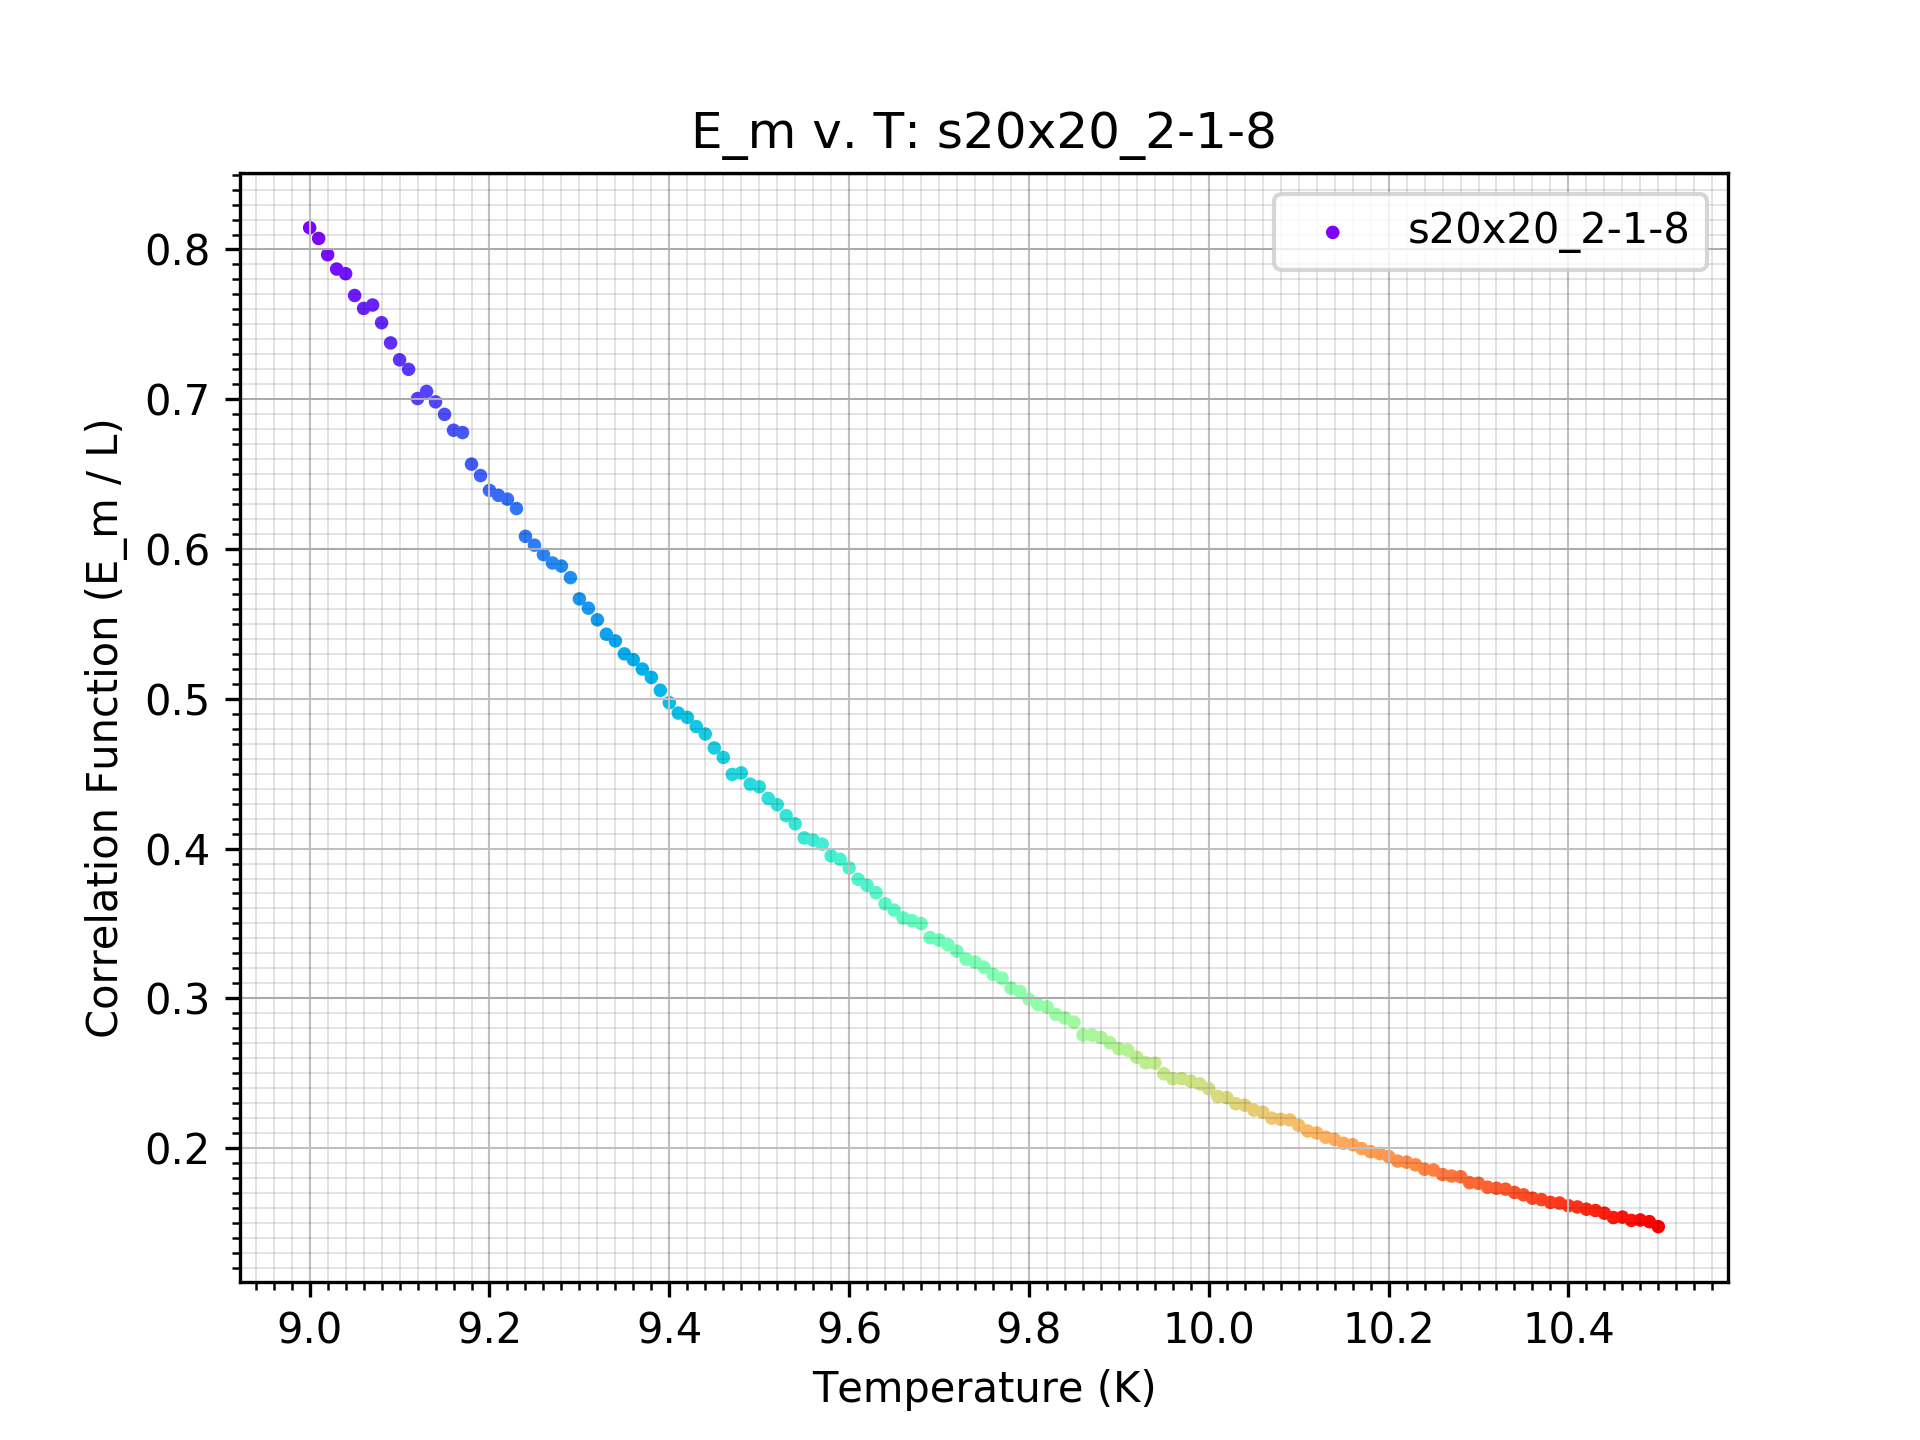 E_m v. T: s20x20_2-1-8
s20x20_2-1-8
Correlation Function (E_m / L)
0.8
0.7
0.6
0.5
0.4
0.3
0.2
9.0 9.2 9.4 9.6 9.8 10.0 10.2 10.4
Temperature (K)